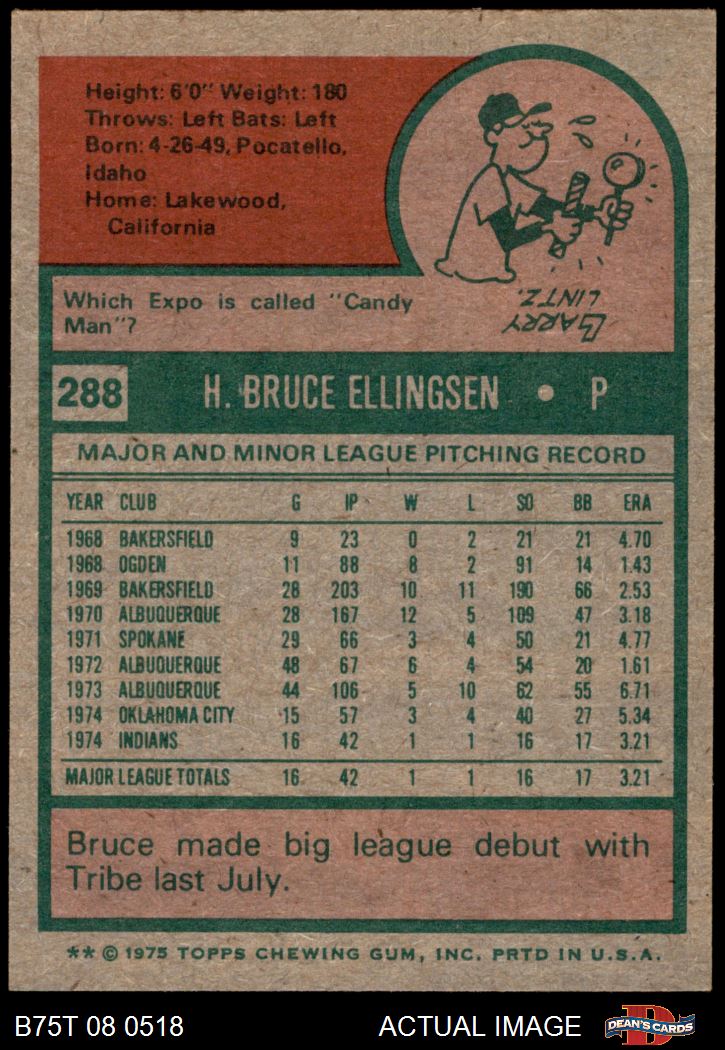 Height: 6'0" Weight: 180
Throws: Left Bats: Left
Born: 4-26-49, Pocatello,
Idaho
Home: Lakewood,
California
Which Expo is called "Candy
Man"?
BARRY
LINTZ.
288 H. BRUCE ELLINGSEN • P
MAJOR AND MINOR LEAGUE PITCHING RECORD
YEAR CLUB G IP W L SO BB ERA
1968 BAKERSFIELD 9 23 0 2 21 21 4.70
1968 OGDEN 11 88 8 2 91 14 1.43
1969 BAKERSFIELD 28 203 10 11 190 66 2.53
1970 ALBUQUERQUE 28 167 12 5 109 47 3.18
1971 SPOKANE 29 66 3 4 50 21 4.77
1972 ALBUQUERQUE 48 67 6 4 54 20 1.61
1973 ALBUQUERQUE 44 106 5 10 62 55 6.71
1974 OKLAHOMA CITY 15 57 3 4 40 27 5.34
1974 INDIANS 16 42 1 1 16 17 3.21
MAJOR LEAGUE TOTALS 16 42 1 1 16 17 3.21
Bruce made big league debut with
Tribe last July.
** © 1975 TOPPS CHEWING GUM, INC. PRTD IN U.S.A.
B75T 08 0518 ACTUAL IMAGE DEAN'S CARDS